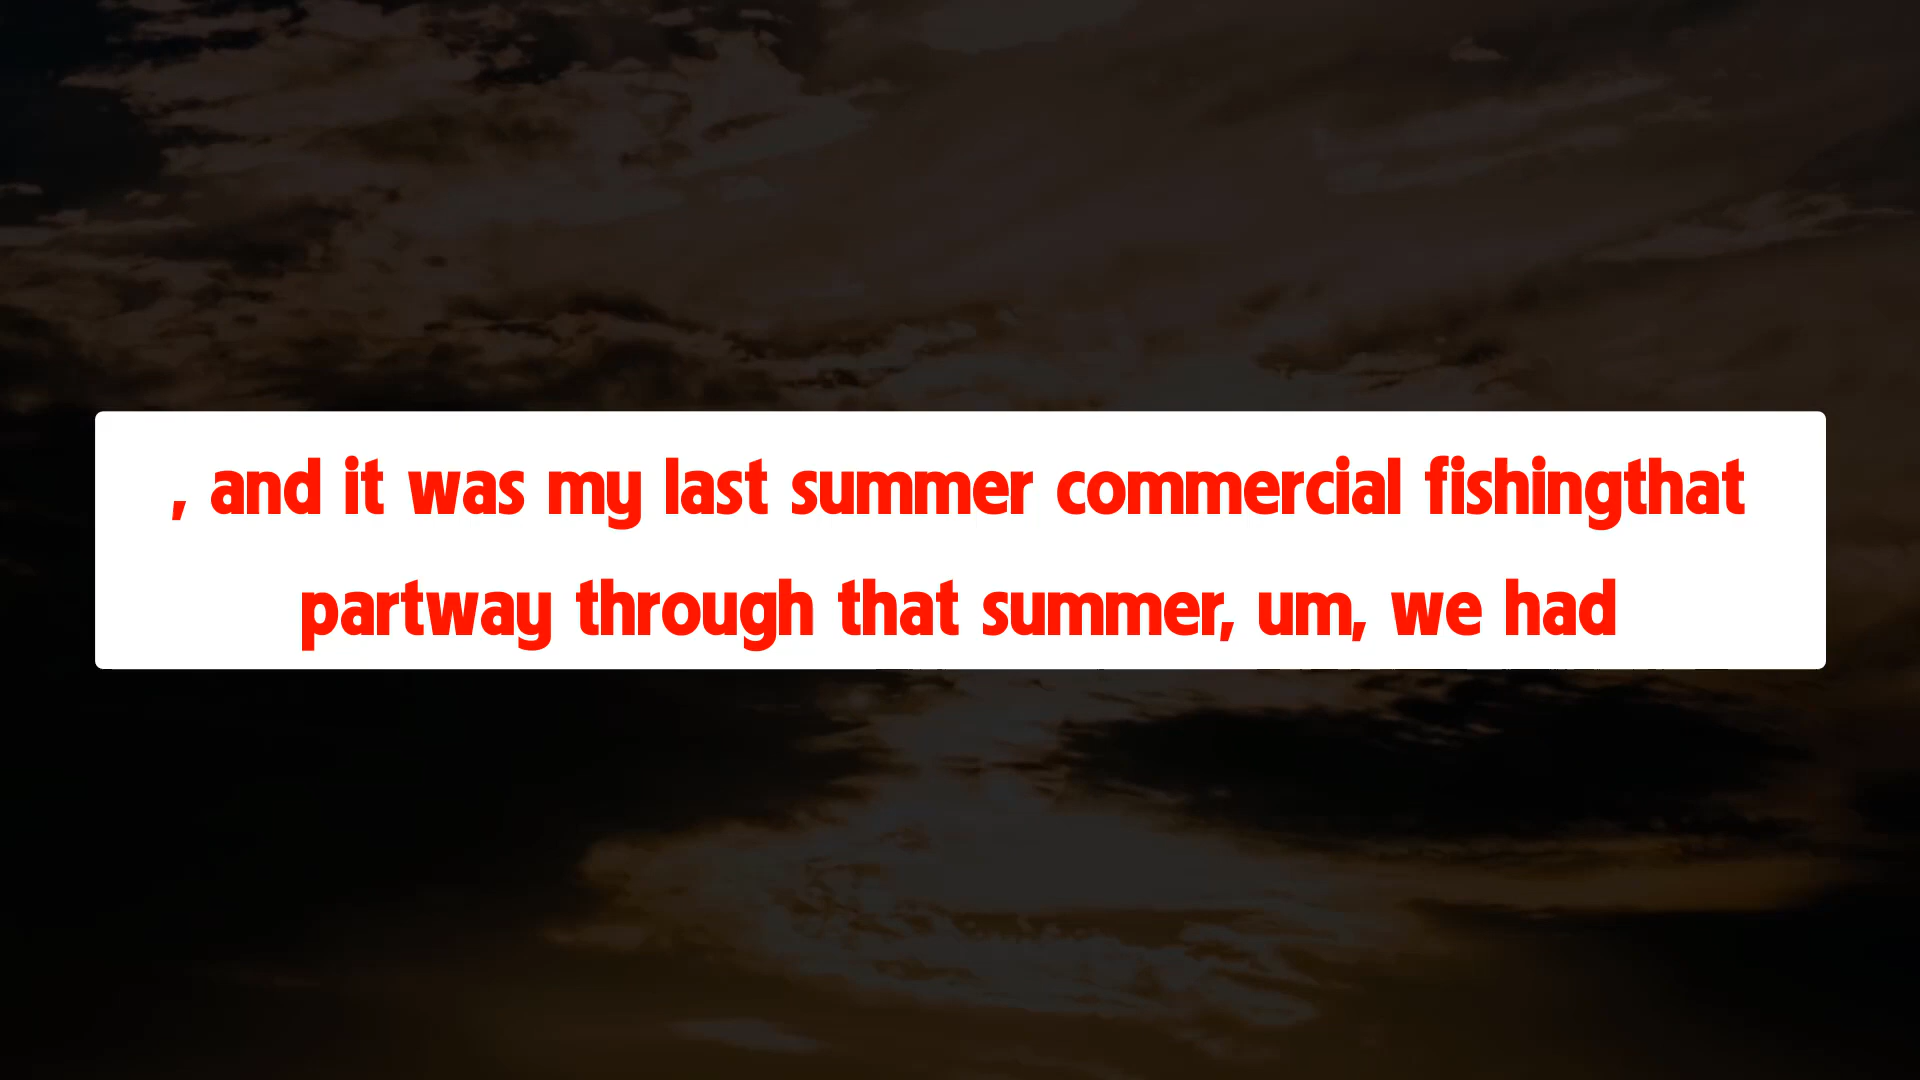 , and it was my last summer commercial fishingthat
partway through that summer, um, we had